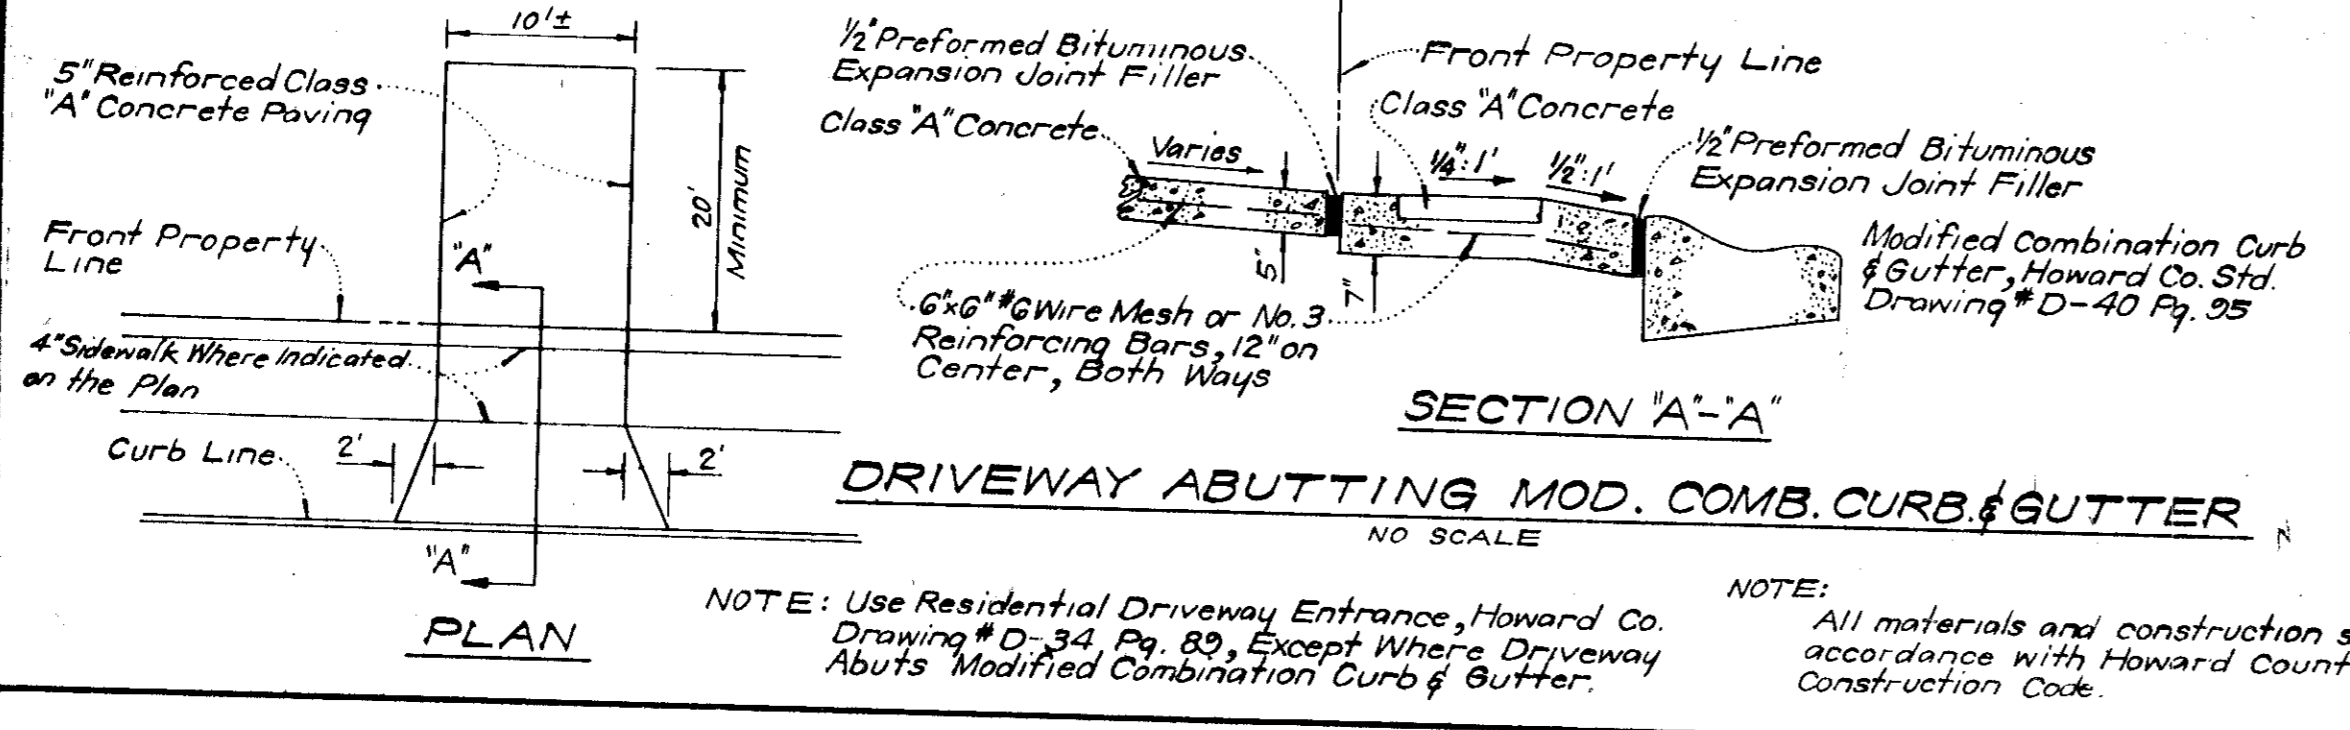 10'±
5" Reinforced Class
"A" Concrete Paving
20'
Minimum
Front Property
Line
"A"
4" Sidewalk Where Indicated
on the Plan
Curb Line
2'
2'
"A"
PLAN
1/2" Preformed Bituminous
Expansion Joint Filler
Class "A" Concrete
Varies
Front Property Line
Class "A" Concrete
1/4":1'
1/2":1'
1/2" Preformed Bituminous
Expansion Joint Filler
5"
7"
6"x6" #6 Wire Mesh or No. 3
Reinforcing Bars, 12" on
Center, Both Ways
Modified Combination Curb
& Gutter, Howard Co. Std.
Drawing # D-40 Pg. 95
SECTION "A"-"A"
DRIVEWAY ABUTTING MOD. COMB. CURB. & GUTTER
NO SCALE
NOTE: Use Residential Driveway Entrance, Howard Co.
Drawing # D-34, Pg. 89, Except Where Driveway
Abuts Modified Combination Curb & Gutter.
NOTE:
All materials and construction s
accordance with Howard Count
Construction Code.